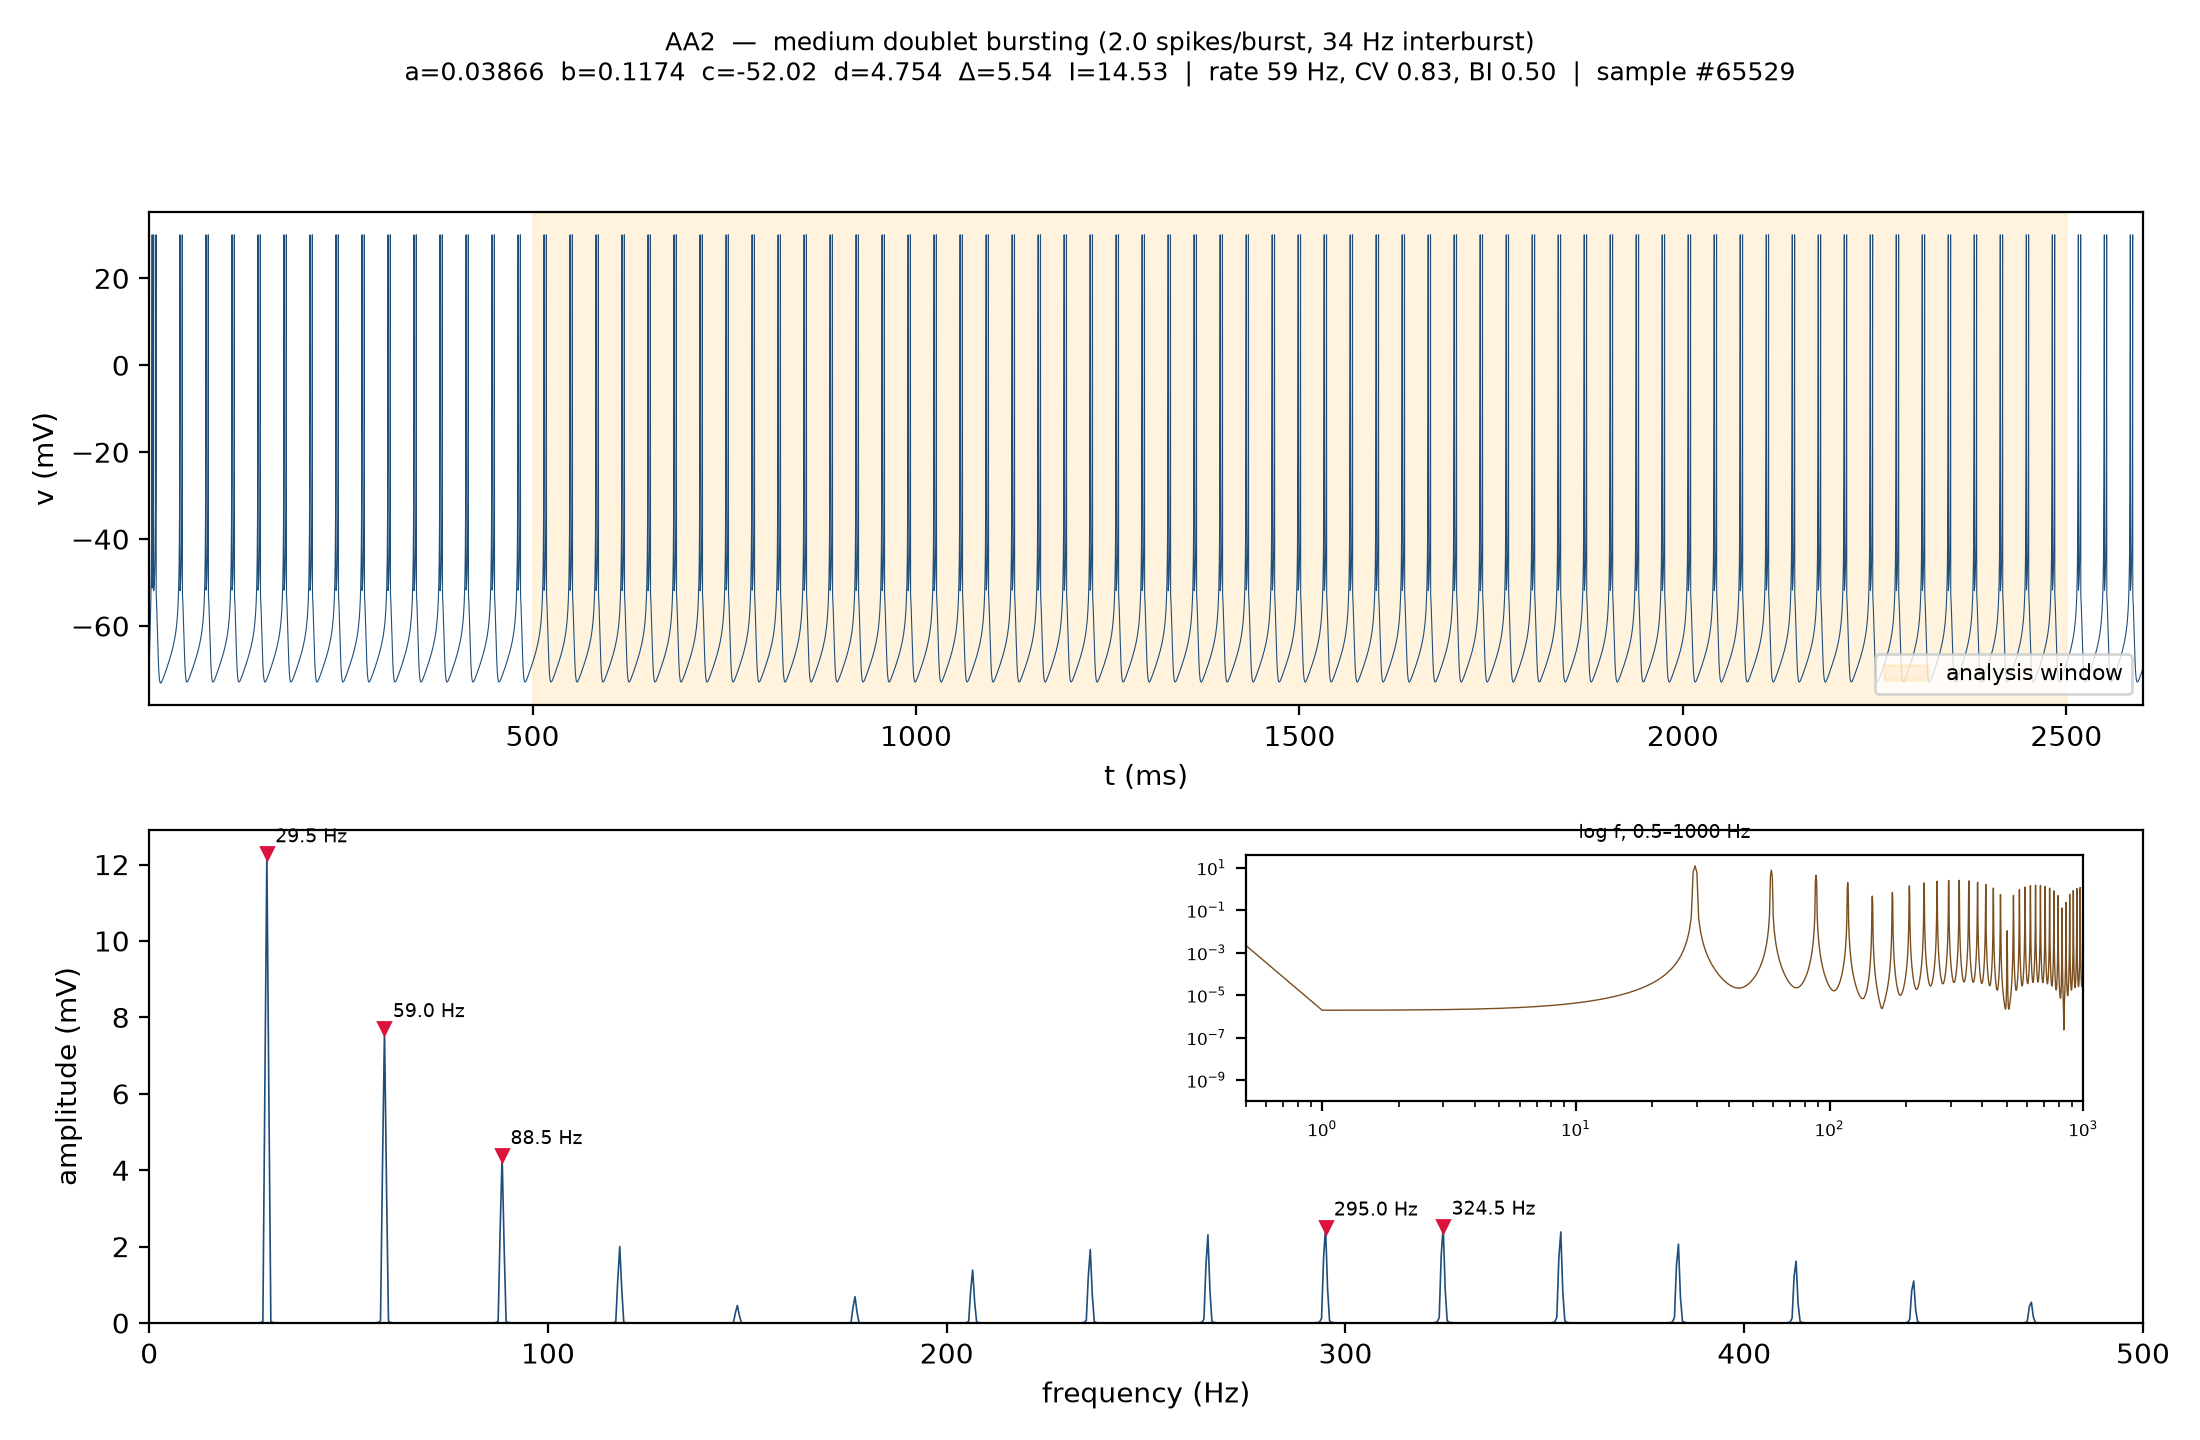 AA2 — medium doublet bursting (2.0 spikes/burst, 34 Hz interburst)
a=0.03866 b=0.1174 c=-52.02 d=4.754 Δ=5.54 I=14.53 | rate 59 Hz, CV 0.83, BI 0.50 | sample #65529
20
0
−20
−40
−60
v (mV)
analysis window
500
1000
1500
2000
2500
t (ms)
29.5 Hz
59.0 Hz
88.5 Hz
295.0 Hz
324.5 Hz
log f, 0.5–1000 Hz
10¹
10⁻¹
10⁻³
10⁻⁵
10⁻⁷
10⁻⁹
10⁰
10¹
10²
10³
12
10
8
6
4
2
0
amplitude (mV)
0
100
200
300
400
500
frequency (Hz)